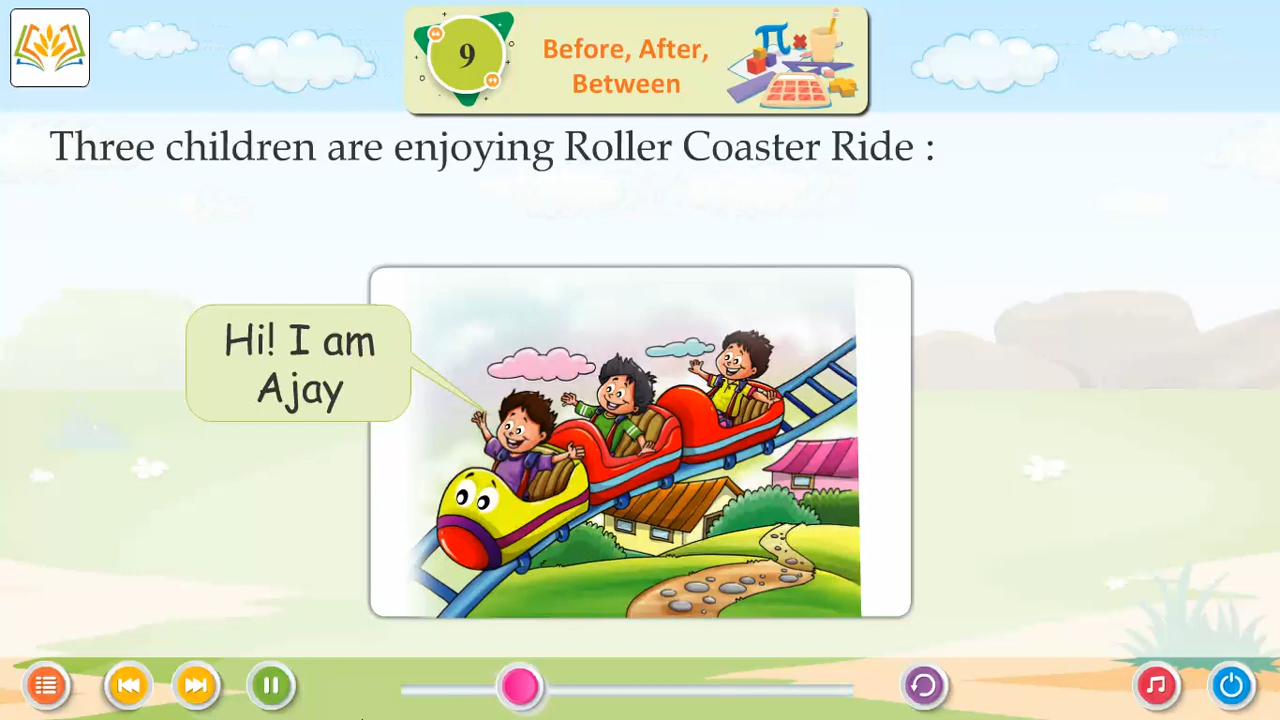 9
Before, After,
Between
Three children are enjoying Roller Coaster Ride :
Hi! I am
Ajay